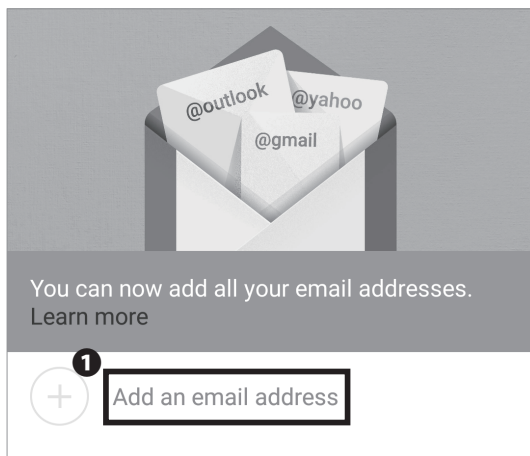 @outlook
@yahoo
@gmail
You can now add all your email addresses.
Learn more
1
Add an email address